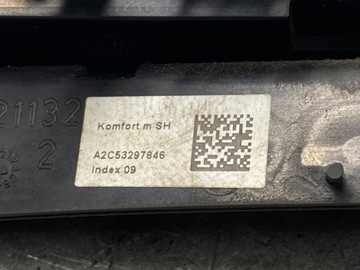 21132
2
Komfort m SH
A2C53297846
Index 09